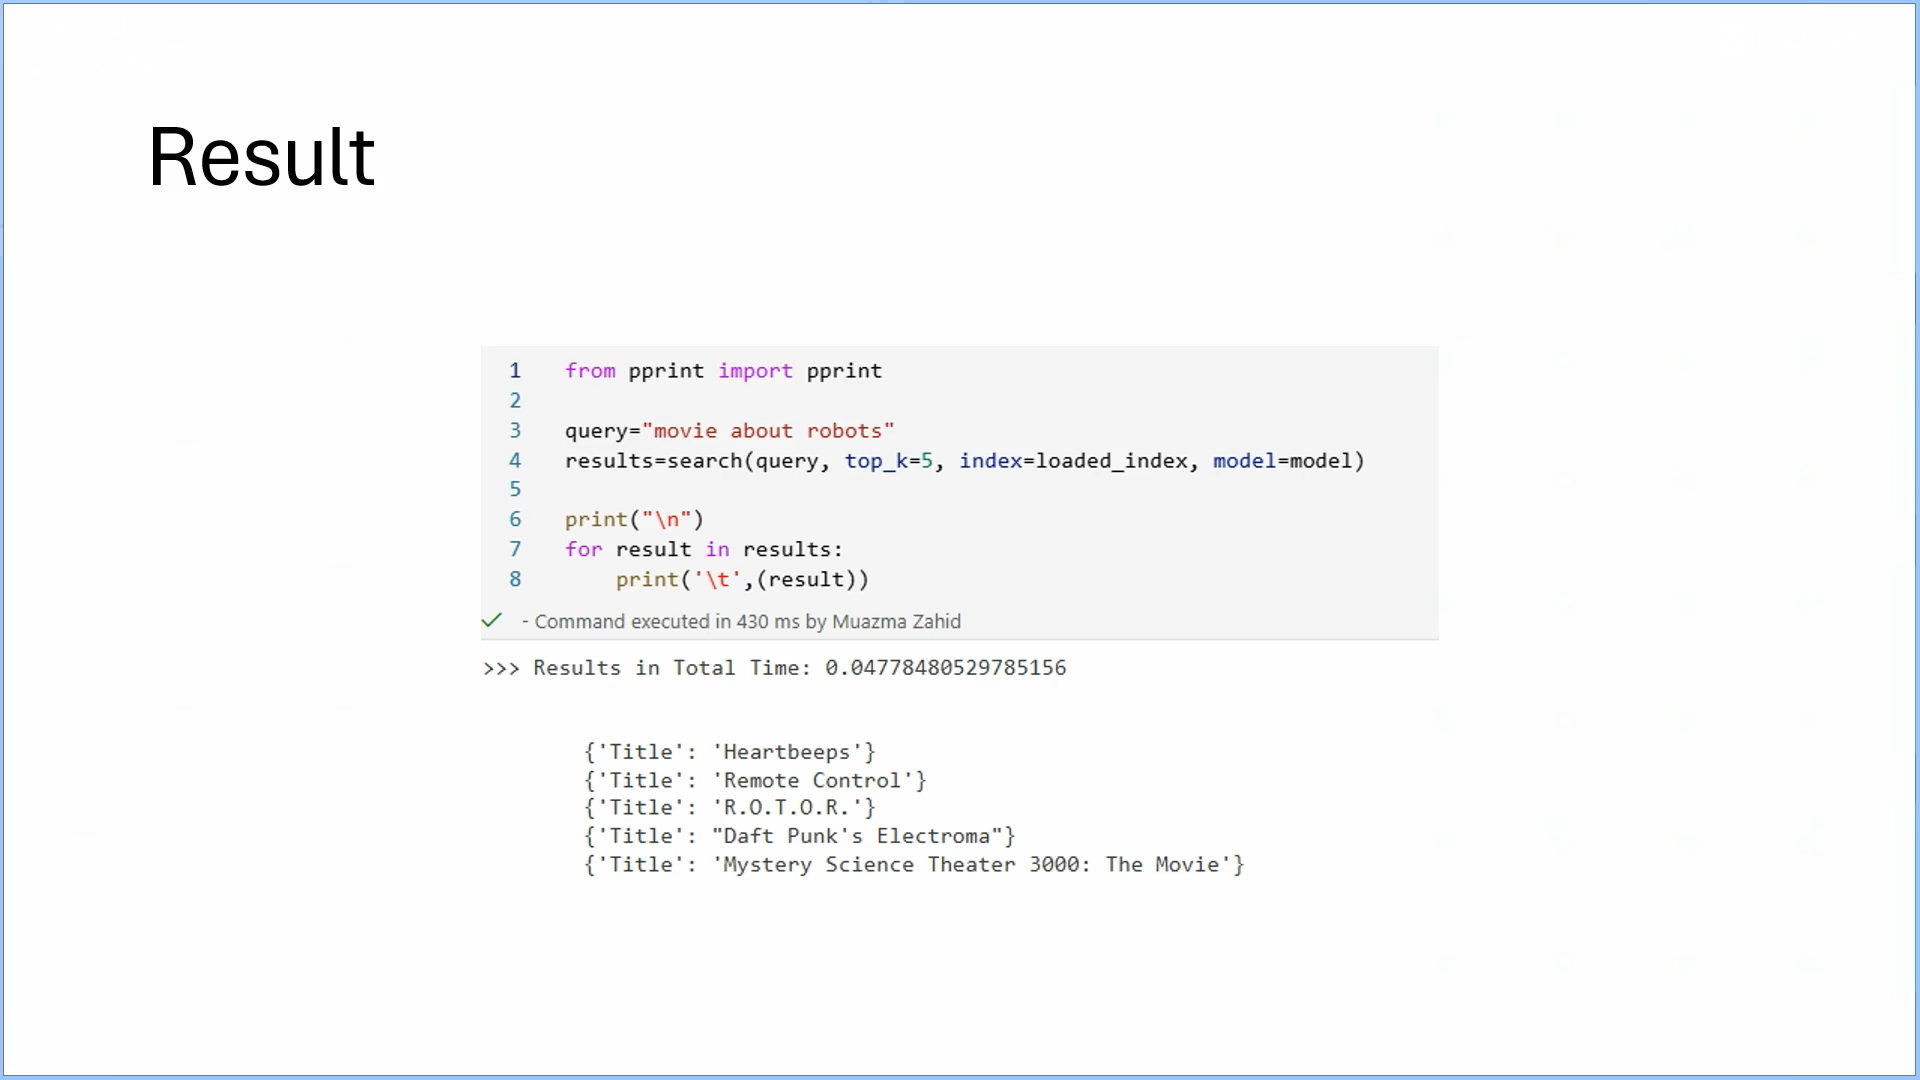 Result
1 from pprint import pprint
2
3 query="movie about robots"
4 results=search(query, top_k=5, index=loaded_index, model=model)
5
6 print("\n")
7 for result in results:
8     print('\t',(result))
- Command executed in 430 ms by Muazma Zahid
>>> Results in Total Time: 0.04778480529785156
{'Title': 'Heartbeeps'}
{'Title': 'Remote Control'}
{'Title': 'R.O.T.O.R.'}
{'Title': "Daft Punk's Electroma"}
{'Title': 'Mystery Science Theater 3000: The Movie'}